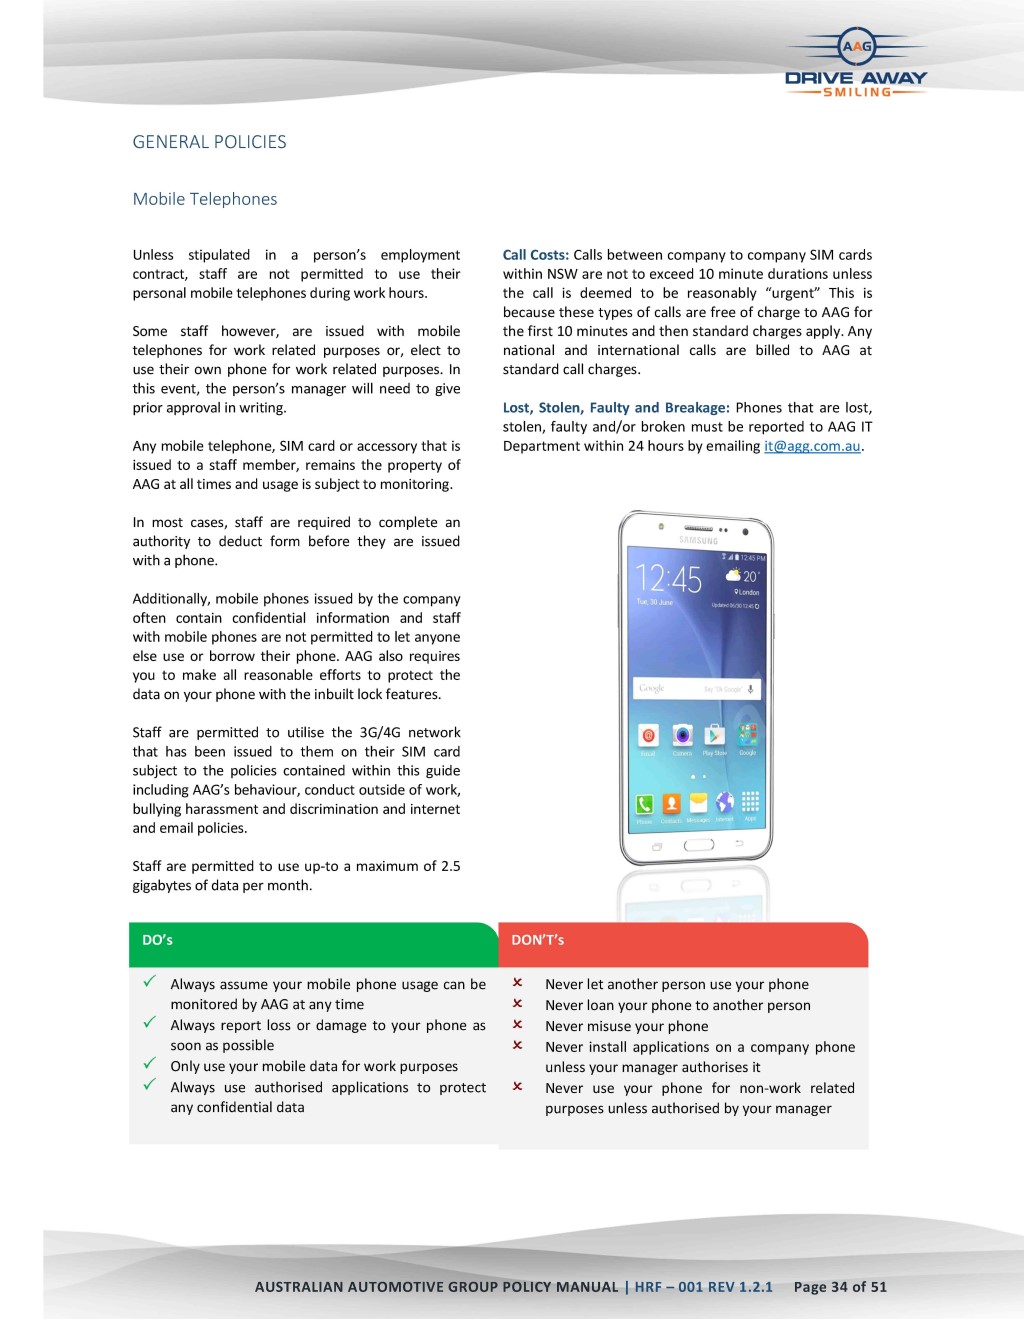 AAG
DRIVE AWAY
SMILING
GENERAL POLICIES
Mobile Telephones
Unless stipulated in a person’s employment
contract, staff are not permitted to use their
personal mobile telephones during work hours.
Some staff however, are issued with mobile
telephones for work related purposes or, elect to
use their own phone for work related purposes. In
this event, the person’s manager will need to give
prior approval in writing.
Any mobile telephone, SIM card or accessory that is
issued to a staff member, remains the property of
AAG at all times and usage is subject to monitoring.
In most cases, staff are required to complete an
authority to deduct form before they are issued
with a phone.
Additionally, mobile phones issued by the company
often contain confidential information and staff
with mobile phones are not permitted to let anyone
else use or borrow their phone. AAG also requires
you to make all reasonable efforts to protect the
data on your phone with the inbuilt lock features.
Staff are permitted to utilise the 3G/4G network
that has been issued to them on their SIM card
subject to the policies contained within this guide
including AAG’s behaviour, conduct outside of work,
bullying harassment and discrimination and internet
and email policies.
Staff are permitted to use up-to a maximum of 2.5
gigabytes of data per month.
Call Costs: Calls between company to company SIM cards
within NSW are not to exceed 10 minute durations unless
the call is deemed to be reasonably “urgent” This is
because these types of calls are free of charge to AAG for
the first 10 minutes and then standard charges apply. Any
national and international calls are billed to AAG at
standard call charges.
Lost, Stolen, Faulty and Breakage: Phones that are lost,
stolen, faulty and/or broken must be reported to AAG IT
Department within 24 hours by emailing it@agg.com.au.
SAMSUNG
12:45 PM
12:45
20°
Tue, 30 June
London
Updated 06/30 12:45
Google
Say "Ok Google"
Email Camera Play Store Google
Phone Contacts Messages Internet Apps
DO’s
Always assume your mobile phone usage can be
monitored by AAG at any time
Always report loss or damage to your phone as
soon as possible
Only use your mobile data for work purposes
Always use authorised applications to protect
any confidential data
DON’T’s
Never let another person use your phone
Never loan your phone to another person
Never misuse your phone
Never install applications on a company phone
unless your manager authorises it
Never use your phone for non-work related
purposes unless authorised by your manager
AUSTRALIAN AUTOMOTIVE GROUP POLICY MANUAL | HRF – 001 REV 1.2.1 Page 34 of 51